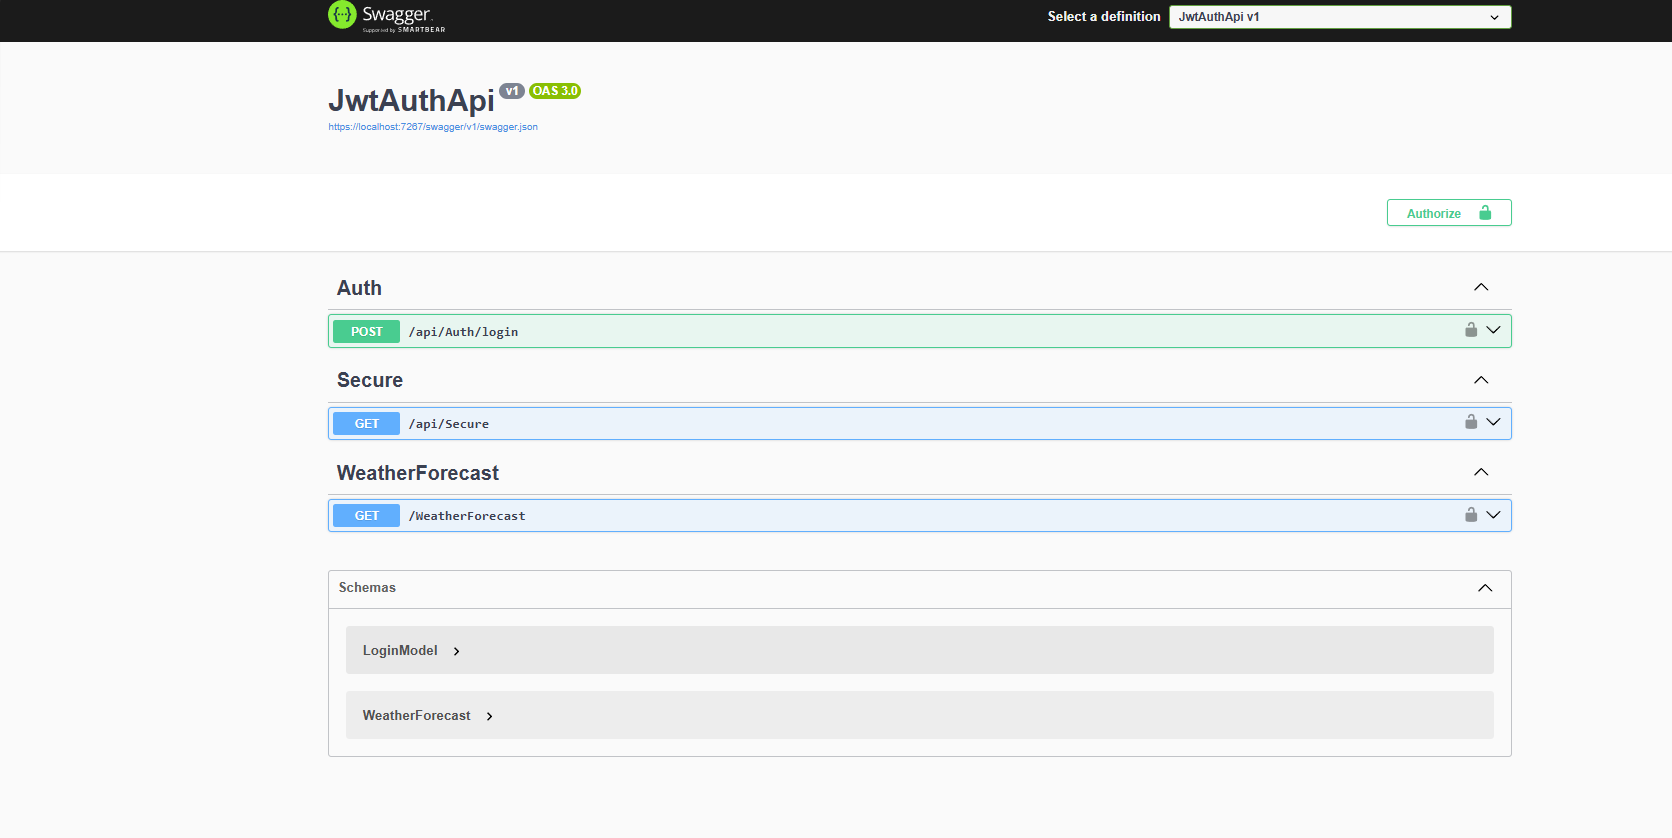 Swagger
Supported by SMARTBEAR
Select a definition
JwtAuthApi v1
JwtAuthApi v1 OAS 3.0
https://localhost:7267/swagger/v1/swagger.json
Authorize
Auth
POST /api/Auth/login
Secure
GET /api/Secure
WeatherForecast
GET /WeatherForecast
Schemas
LoginModel
WeatherForecast